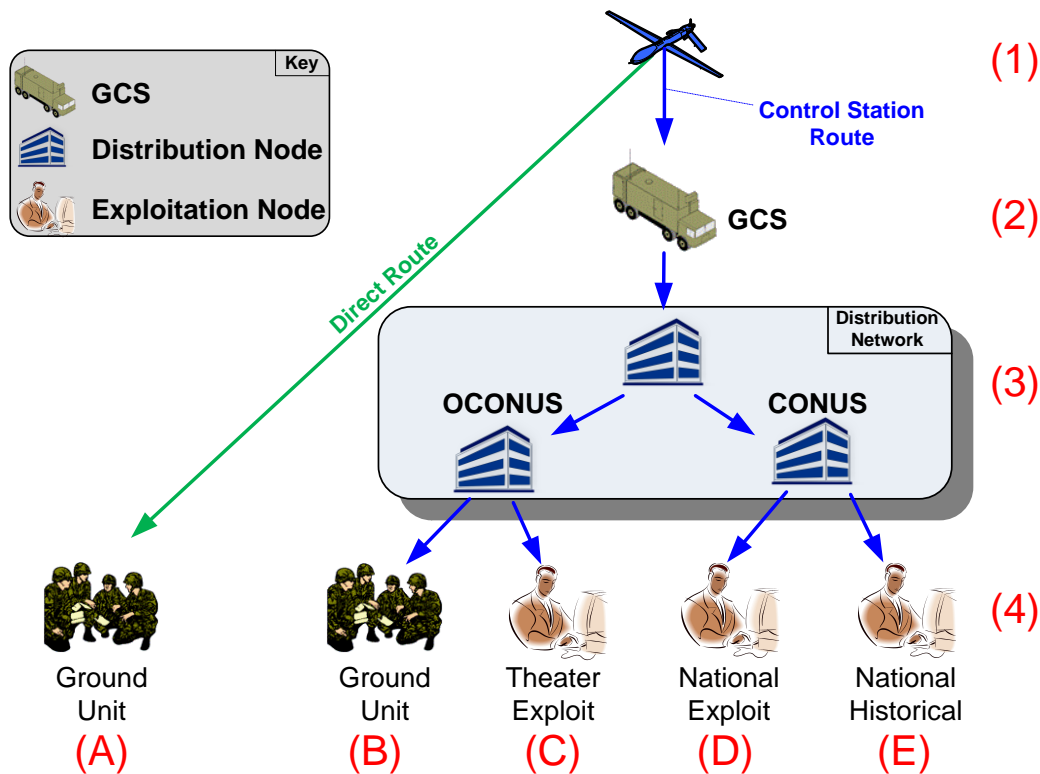 Key
GCS
Distribution Node
Exploitation Node
(1)
Control Station
Route
(2)
GCS
Direct Route
Distribution
Network
(3)
OCONUS
CONUS
(4)
Ground
Unit
(A)
Ground
Unit
(B)
Theater
Exploit
(C)
National
Exploit
(D)
National
Historical
(E)